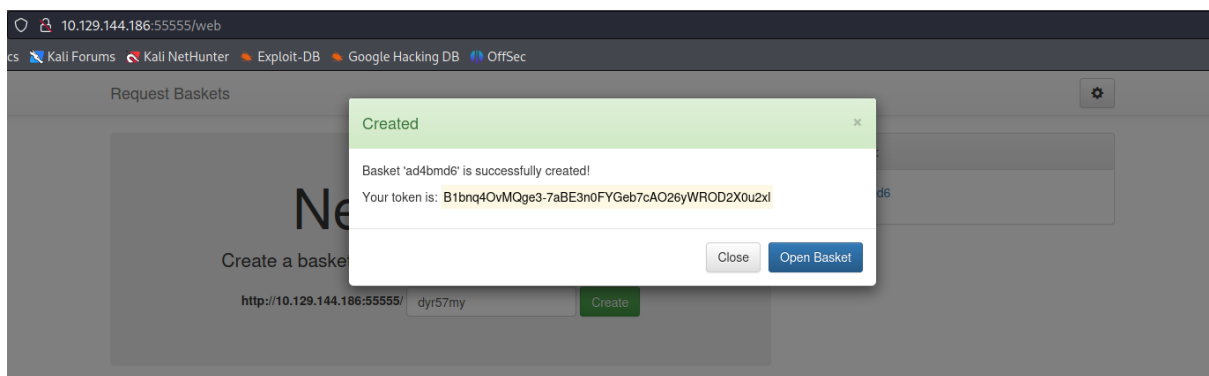 10.129.144.186:55555/web
cs Kali Forums Kali NetHunter Exploit-DB Google Hacking DB OffSec
Request Baskets
Created ×
Basket 'ad4bmd6' is successfully created!
Your token is: B1bnq4OvMQge3-7aBE3n0FYGeb7cAO26yWROD2X0u2xl
d6
Ne
Close Open Basket
Create a basket
http://10.129.144.186:55555/ dyr57my Create